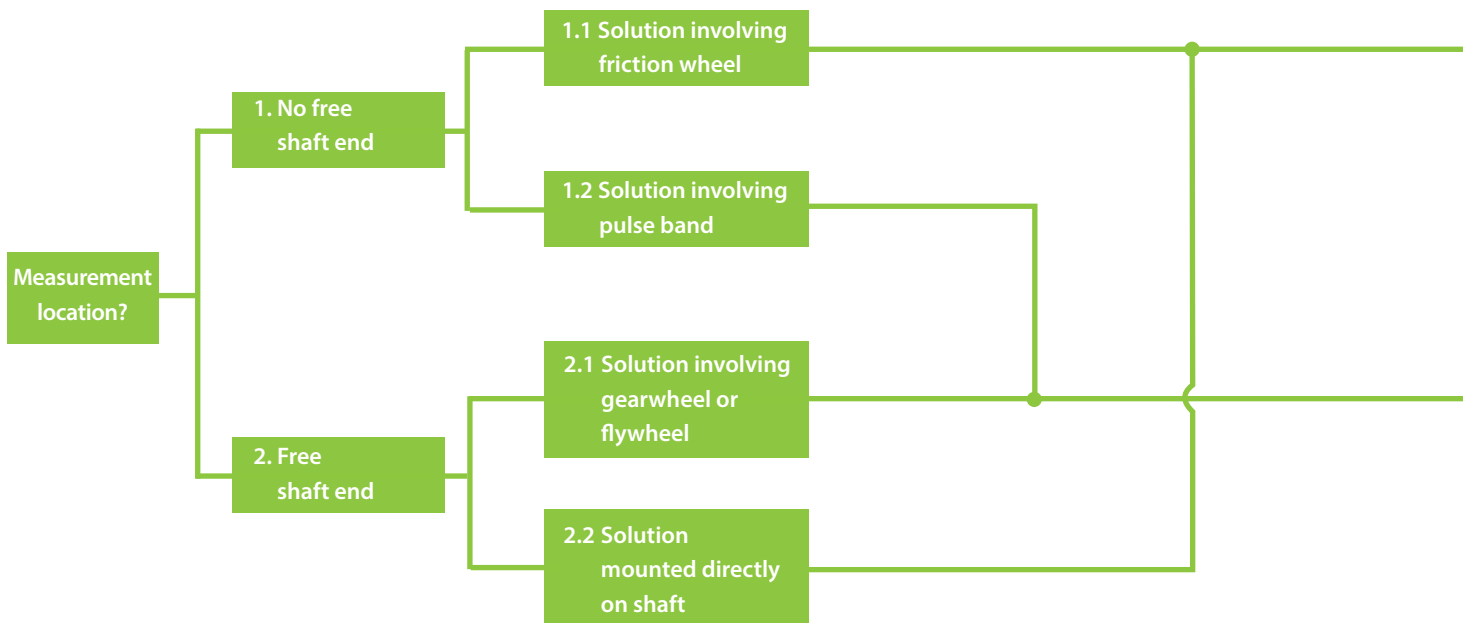 Measurement
location?
1. No free
shaft end
2. Free
shaft end
1.1 Solution involving
friction wheel
1.2 Solution involving
pulse band
2.1 Solution involving
gearwheel or
flywheel
2.2 Solution
mounted directly
on shaft